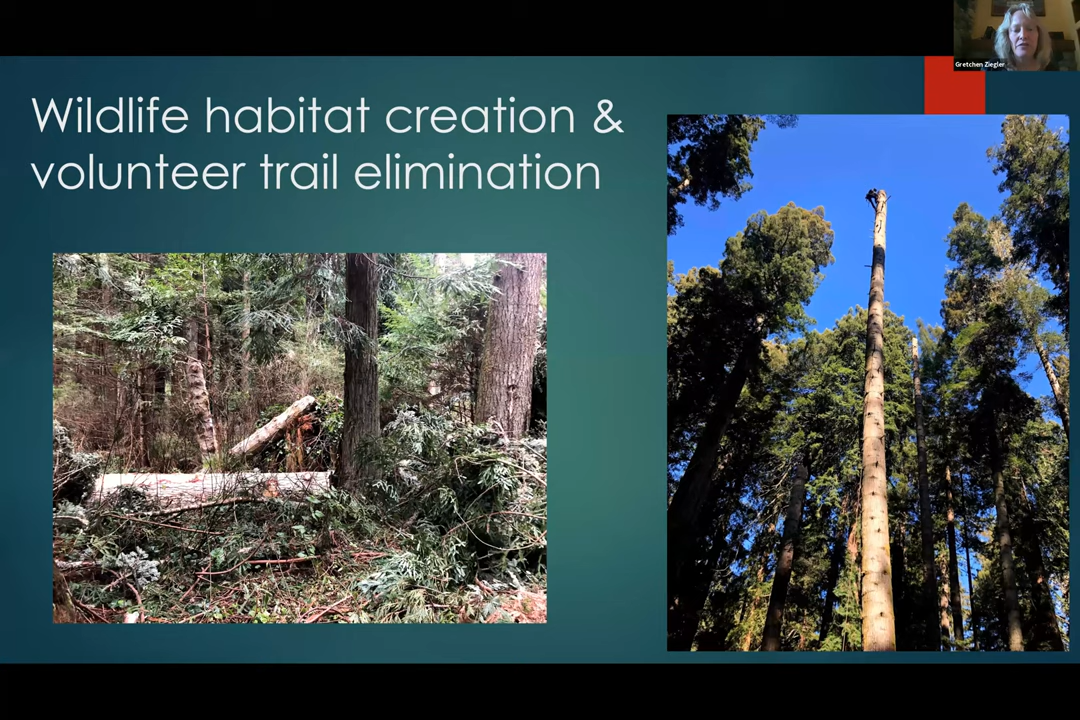 Wildlife habitat creation &
volunteer trail elimination
Gretchen Ziegler